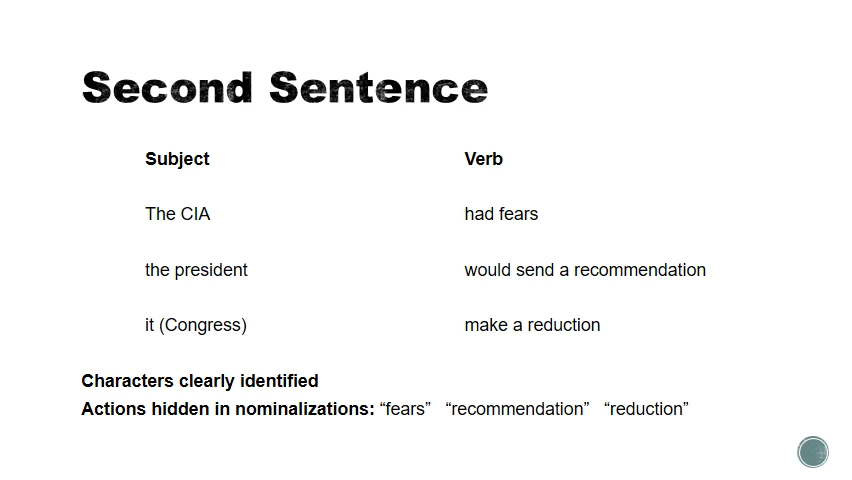 Second Sentence
Subject Verb
The CIA had fears
the president would send a recommendation
it (Congress) make a reduction
Characters clearly identified
Actions hidden in nominalizations: “fears” “recommendation” “reduction”